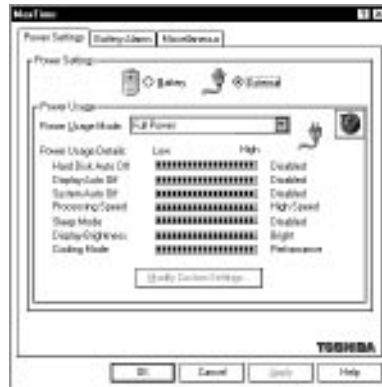 MaxTime
Power Settings Battery Alarms Miscellaneous
Power Setting
Battery External
Power Usage
Power Usage Mode: Full Power
Power Usage Details: Low High
Hard Disk Auto Off Disabled
Display Auto Off Disabled
System Auto Off Disabled
Processing Speed High Speed
Sleep Mode Disabled
Display Brightness Bright
Cooling Mode Performance
Modify Custom Settings...
TOSHIBA
OK Cancel Apply Help